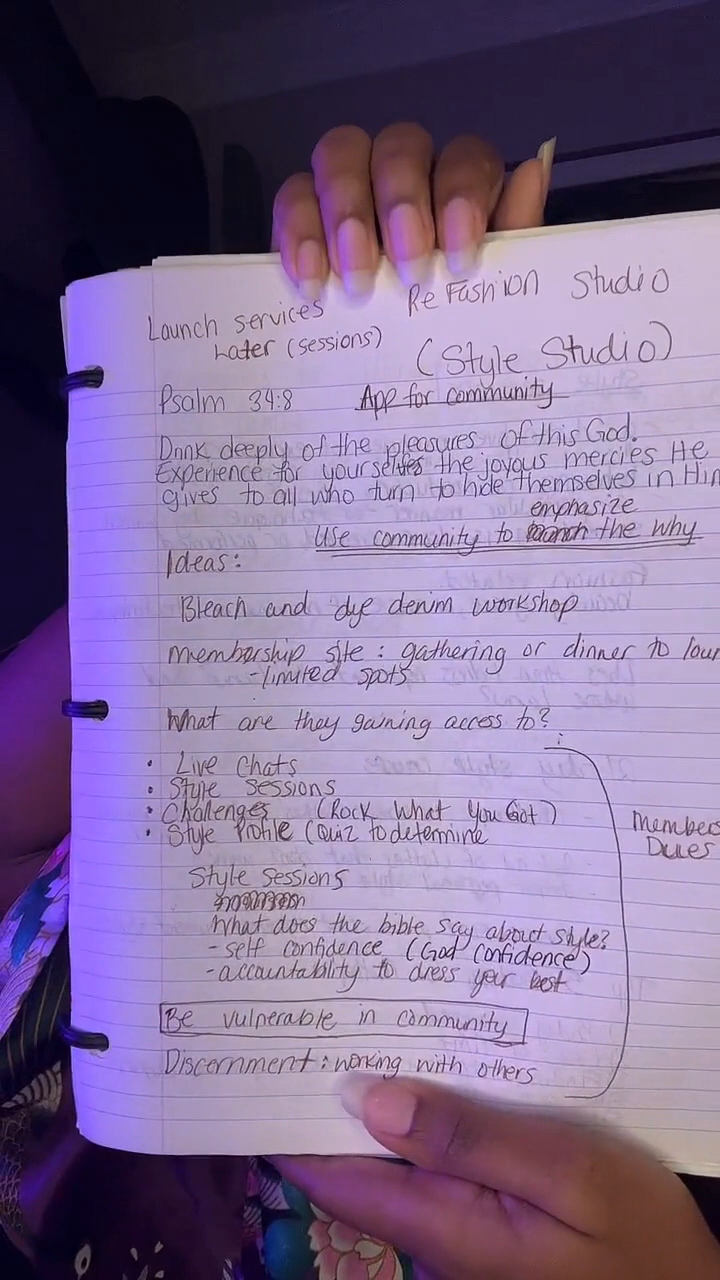 Launch services
Later (sessions)
ReFashion Studio
(Style Studio)
Psalm 34:8
App for community
Drink deeply of the pleasures of this God.
Experience for yourselves the joyous mercies He
gives to all who turn to hide themselves in Him
emphasize
Use community to the why
Ideas:
Bleach and dye denim workshop
Membership site: gathering or dinner to
-limited spots
What are they gaining access to?
• Live Chats
• Style Sessions
• Challenges (Rock What You Got)
• Style Profile (Quiz to determine
Members
Dues
Style Sessions
What does the bible say about style?
- self confidence (God confidence)
- accountability to dress your best
Be vulnerable in community
Discernment: working with others